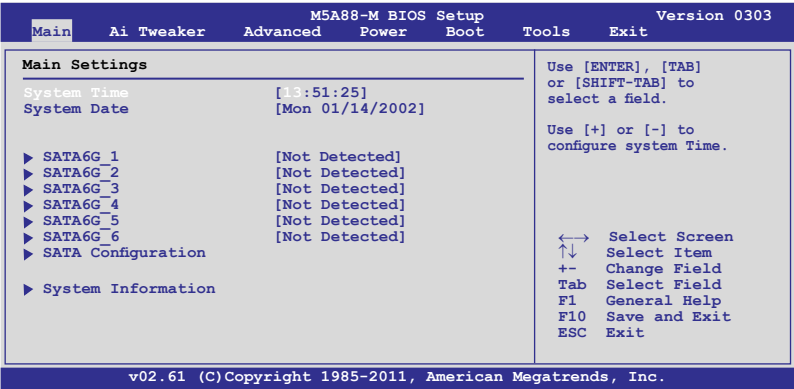 M5A88-M BIOS Setup Version 0303
Main Ai Tweaker Advanced Power Boot Tools Exit
Main Settings
System Time [13:51:25]
System Date [Mon 01/14/2002]
SATA6G_1 [Not Detected]
SATA6G_2 [Not Detected]
SATA6G_3 [Not Detected]
SATA6G_4 [Not Detected]
SATA6G_5 [Not Detected]
SATA6G_6 [Not Detected]
SATA Configuration
System Information
Use [ENTER], [TAB]
or [SHIFT-TAB] to
select a field.
Use [+] or [-] to
configure system Time.
←→ Select Screen
↑↓ Select Item
+- Change Field
Tab Select Field
F1 General Help
F10 Save and Exit
ESC Exit
v02.61 (C)Copyright 1985-2011, American Megatrends, Inc.